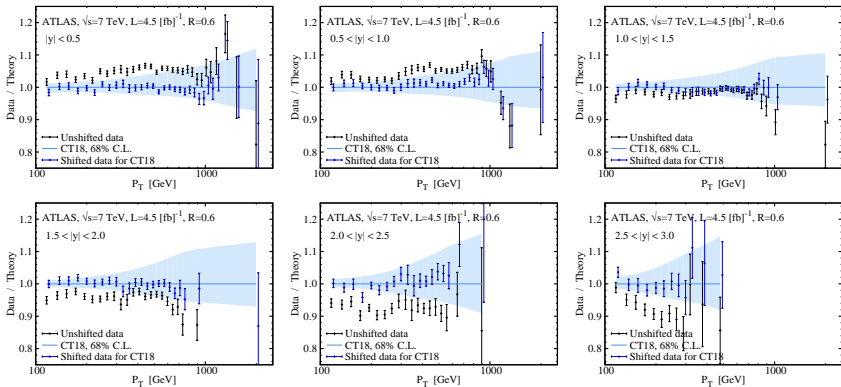 ATLAS, √s=7 TeV, L=4.5 [fb]⁻¹, R=0.6
|y| < 0.5
Data / Theory
1.2
1.1
1.0
0.9
0.8
Unshifted data
CT18, 68% C.L.
Shifted data for CT18
100
1000
P_T [GeV]
ATLAS, √s=7 TeV, L=4.5 [fb]⁻¹, R=0.6
0.5 < |y| < 1.0
Data / Theory
1.2
1.1
1.0
0.9
0.8
Unshifted data
CT18, 68% C.L.
Shifted data for CT18
100
1000
P_T [GeV]
ATLAS, √s=7 TeV, L=4.5 [fb]⁻¹, R=0.6
1.0 < |y| < 1.5
Data / Theory
1.2
1.1
1.0
0.9
0.8
Unshifted data
CT18, 68% C.L.
Shifted data for CT18
100
1000
P_T [GeV]
ATLAS, √s=7 TeV, L=4.5 [fb]⁻¹, R=0.6
1.5 < |y| < 2.0
Data / Theory
1.2
1.1
1.0
0.9
0.8
Unshifted data
CT18, 68% C.L.
Shifted data for CT18
100
1000
P_T [GeV]
ATLAS, √s=7 TeV, L=4.5 [fb]⁻¹, R=0.6
2.0 < |y| < 2.5
Data / Theory
1.2
1.1
1.0
0.9
0.8
Unshifted data
CT18, 68% C.L.
Shifted data for CT18
100
1000
P_T [GeV]
ATLAS, √s=7 TeV, L=4.5 [fb]⁻¹, R=0.6
2.5 < |y| < 3.0
Data / Theory
1.2
1.1
1.0
0.9
0.8
Unshifted data
CT18, 68% C.L.
Shifted data for CT18
100
1000
P_T [GeV]